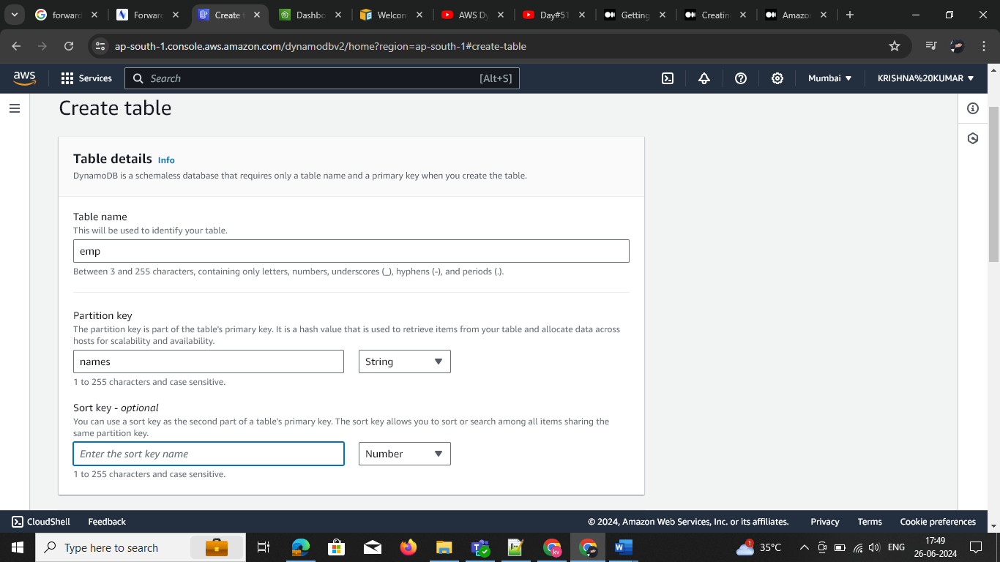 forward
Forward
Create t
Dashbo
Welcom
AWS Dy
Day#51
Getting
Creatin
Amazo
ap-south-1.console.aws.amazon.com/dynamodbv2/home?region=ap-south-1#create-table
aws
Services
Search
[Alt+S]
Mumbai
KRISHNA%20KUMAR
Create table
Table details Info
DynamoDB is a schemaless database that requires only a table name and a primary key when you create the table.
Table name
This will be used to identify your table.
emp
Between 3 and 255 characters, containing only letters, numbers, underscores (_), hyphens (-), and periods (.).
Partition key
The partition key is part of the table's primary key. It is a hash value that is used to retrieve items from your table and allocate data across
hosts for scalability and availability.
names
String
1 to 255 characters and case sensitive.
Sort key - optional
You can use a sort key as the second part of a table's primary key. The sort key allows you to sort or search among all items sharing the
same partition key.
Enter the sort key name
Number
1 to 255 characters and case sensitive.
CloudShell
Feedback
© 2024, Amazon Web Services, Inc. or its affiliates.
Privacy
Terms
Cookie preferences
Type here to search
kv
1
35°C
ENG
17:49
26-06-2024